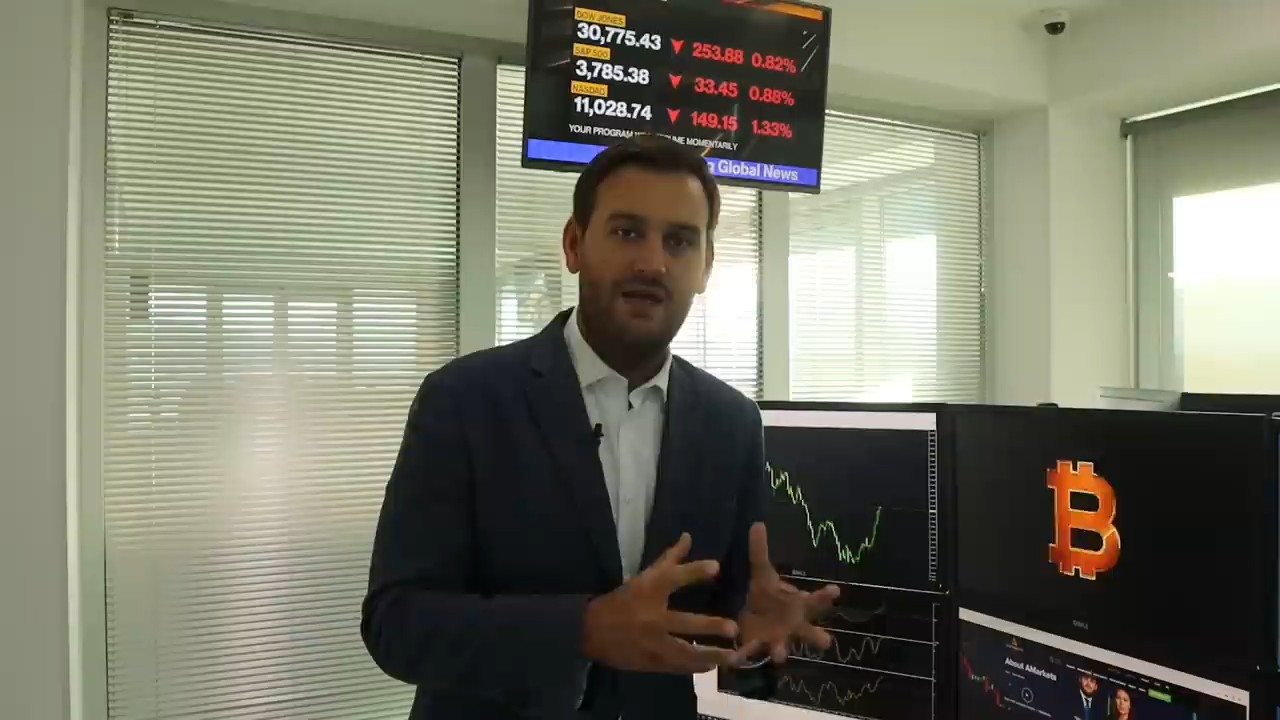 DOW JONES
30,775.43 253.88 0.82%
S&P 500
3,785.38 33.45 0.88%
NASDAQ
11,028.74 149.15 1.33%
YOUR PROGRAM MOMENTARILY
Global News
About AMarkets